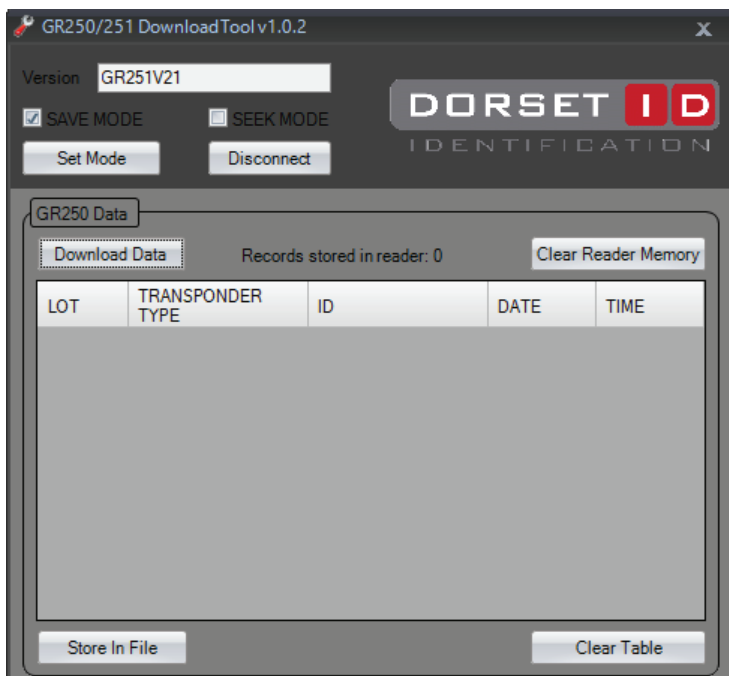 GR250/251 DownloadTool v1.0.2 x
Version GR251V21
SAVE MODE SEEK MODE
DORSET ID
IDENTIFICATION
Set Mode Disconnect
GR250 Data
Download Data Records stored in reader: 0 Clear Reader Memory
LOT TRANSPONDER TYPE ID DATE TIME
Store In File Clear Table